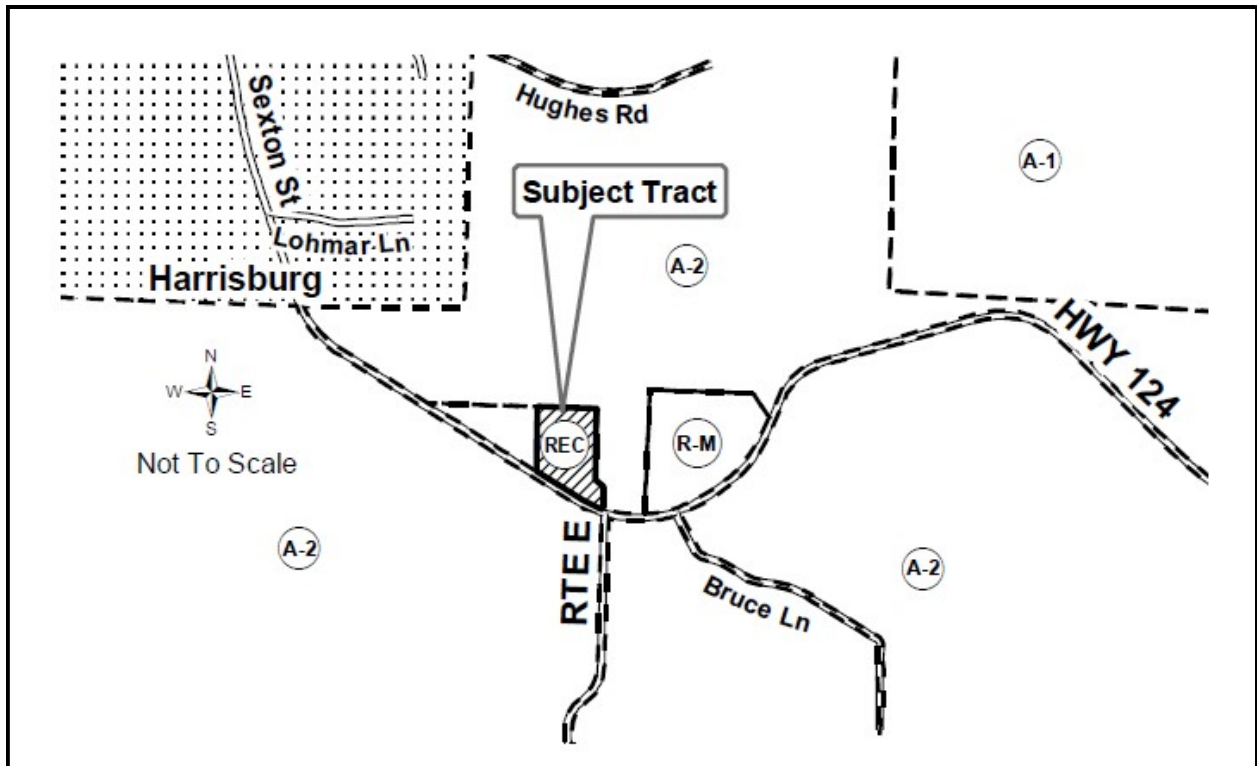 Sexton St
Hughes Rd
A-1
Subject Tract
Lohmar Ln
A-2
Harrisburg
HWY 124
N
W E
S
Not To Scale
REC
R-M
A-2
RTE E
A-2
Bruce Ln